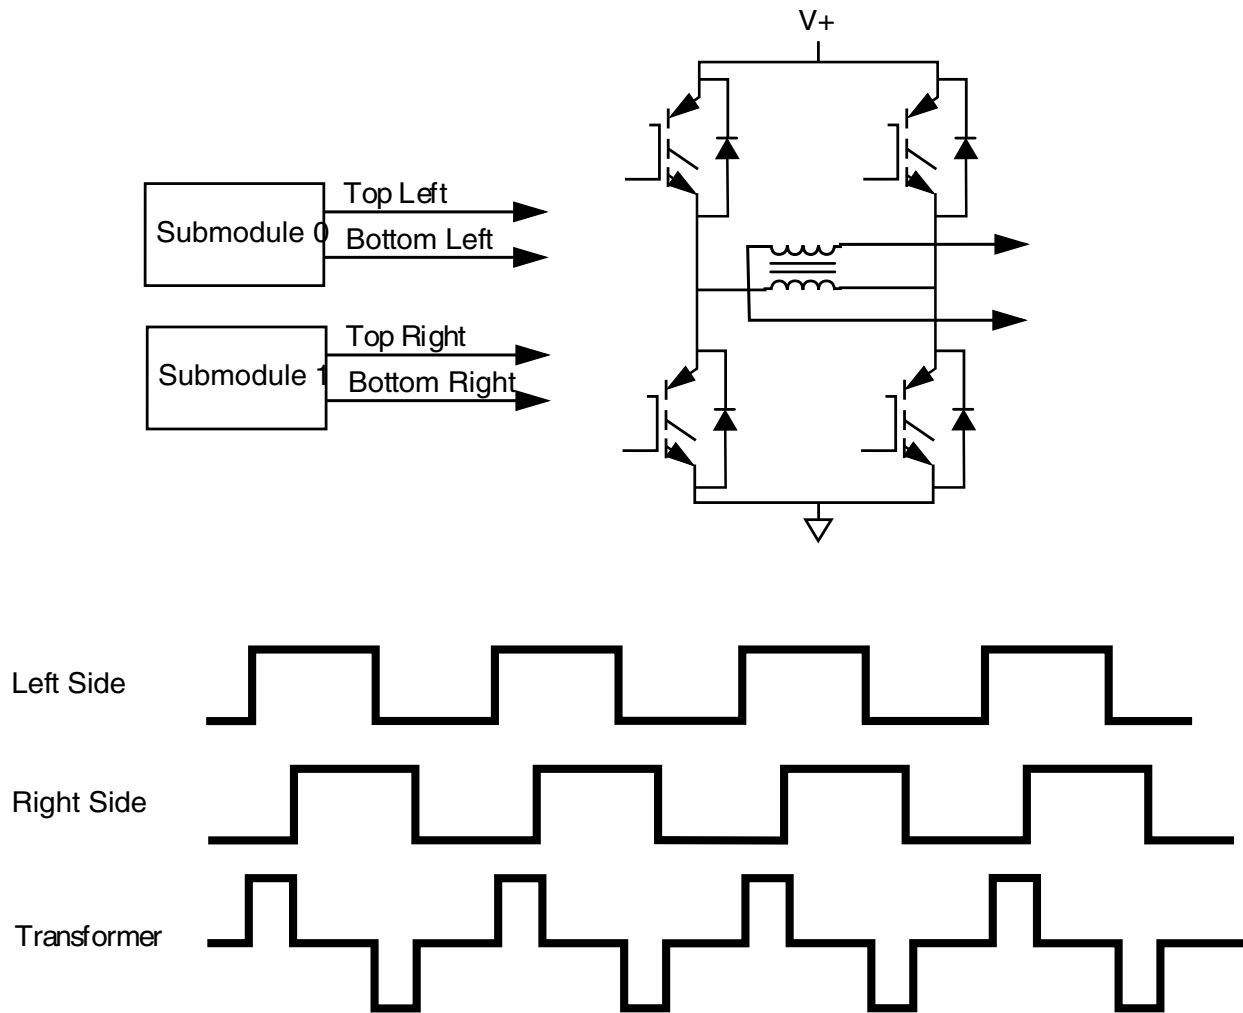 V+
Top Left
Submodule 0
Bottom Left
Top Right
Submodule 1
Bottom Right
Left Side
Right Side
Transformer